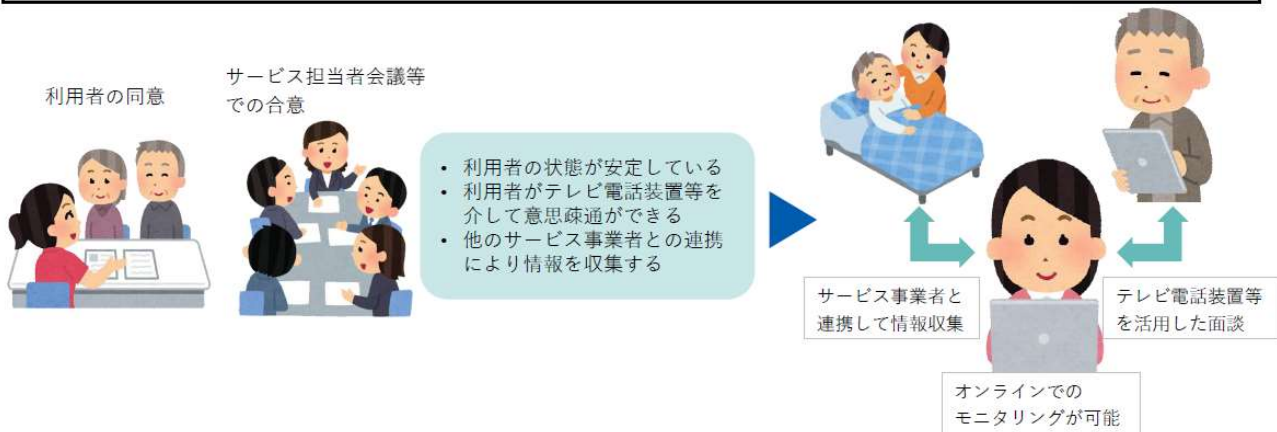 利用者の同意
サービス担当者会議等
での合意
• 利用者の状態が安定している
• 利用者がテレビ電話装置等を
介して意思疎通ができる
• 他のサービス事業者との連携
により情報を収集する
サービス事業者と
連携して情報収集
テレビ電話装置等
を活用した面談
オンラインでの
モニタリングが可能